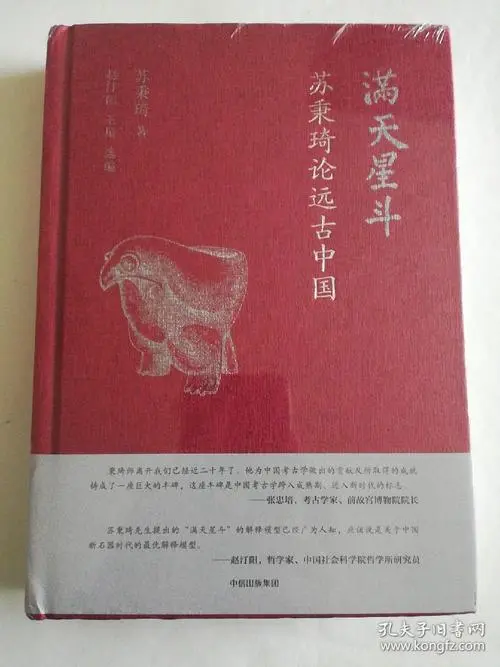 满天星斗
苏秉琦论远古中国
苏秉琦 著
赵汀阳 王星 选编
秉琦师离开我们已经近二十年了。他为中国考古学做出的贡献及所取得的成就
铸成了一座巨大的丰碑，这座丰碑是中国考古学跨入成熟期、进入新时代的标志。
——张忠培，考古学家、前故宫博物院院长
苏秉琦先生提出的“满天星斗”的解释模型已经广为人知，应该说是关于中国
新石器时代的最优解释模型。
——赵汀阳，哲学家、中国社会科学院哲学所研究员
中信出版集团
孔夫子旧书网